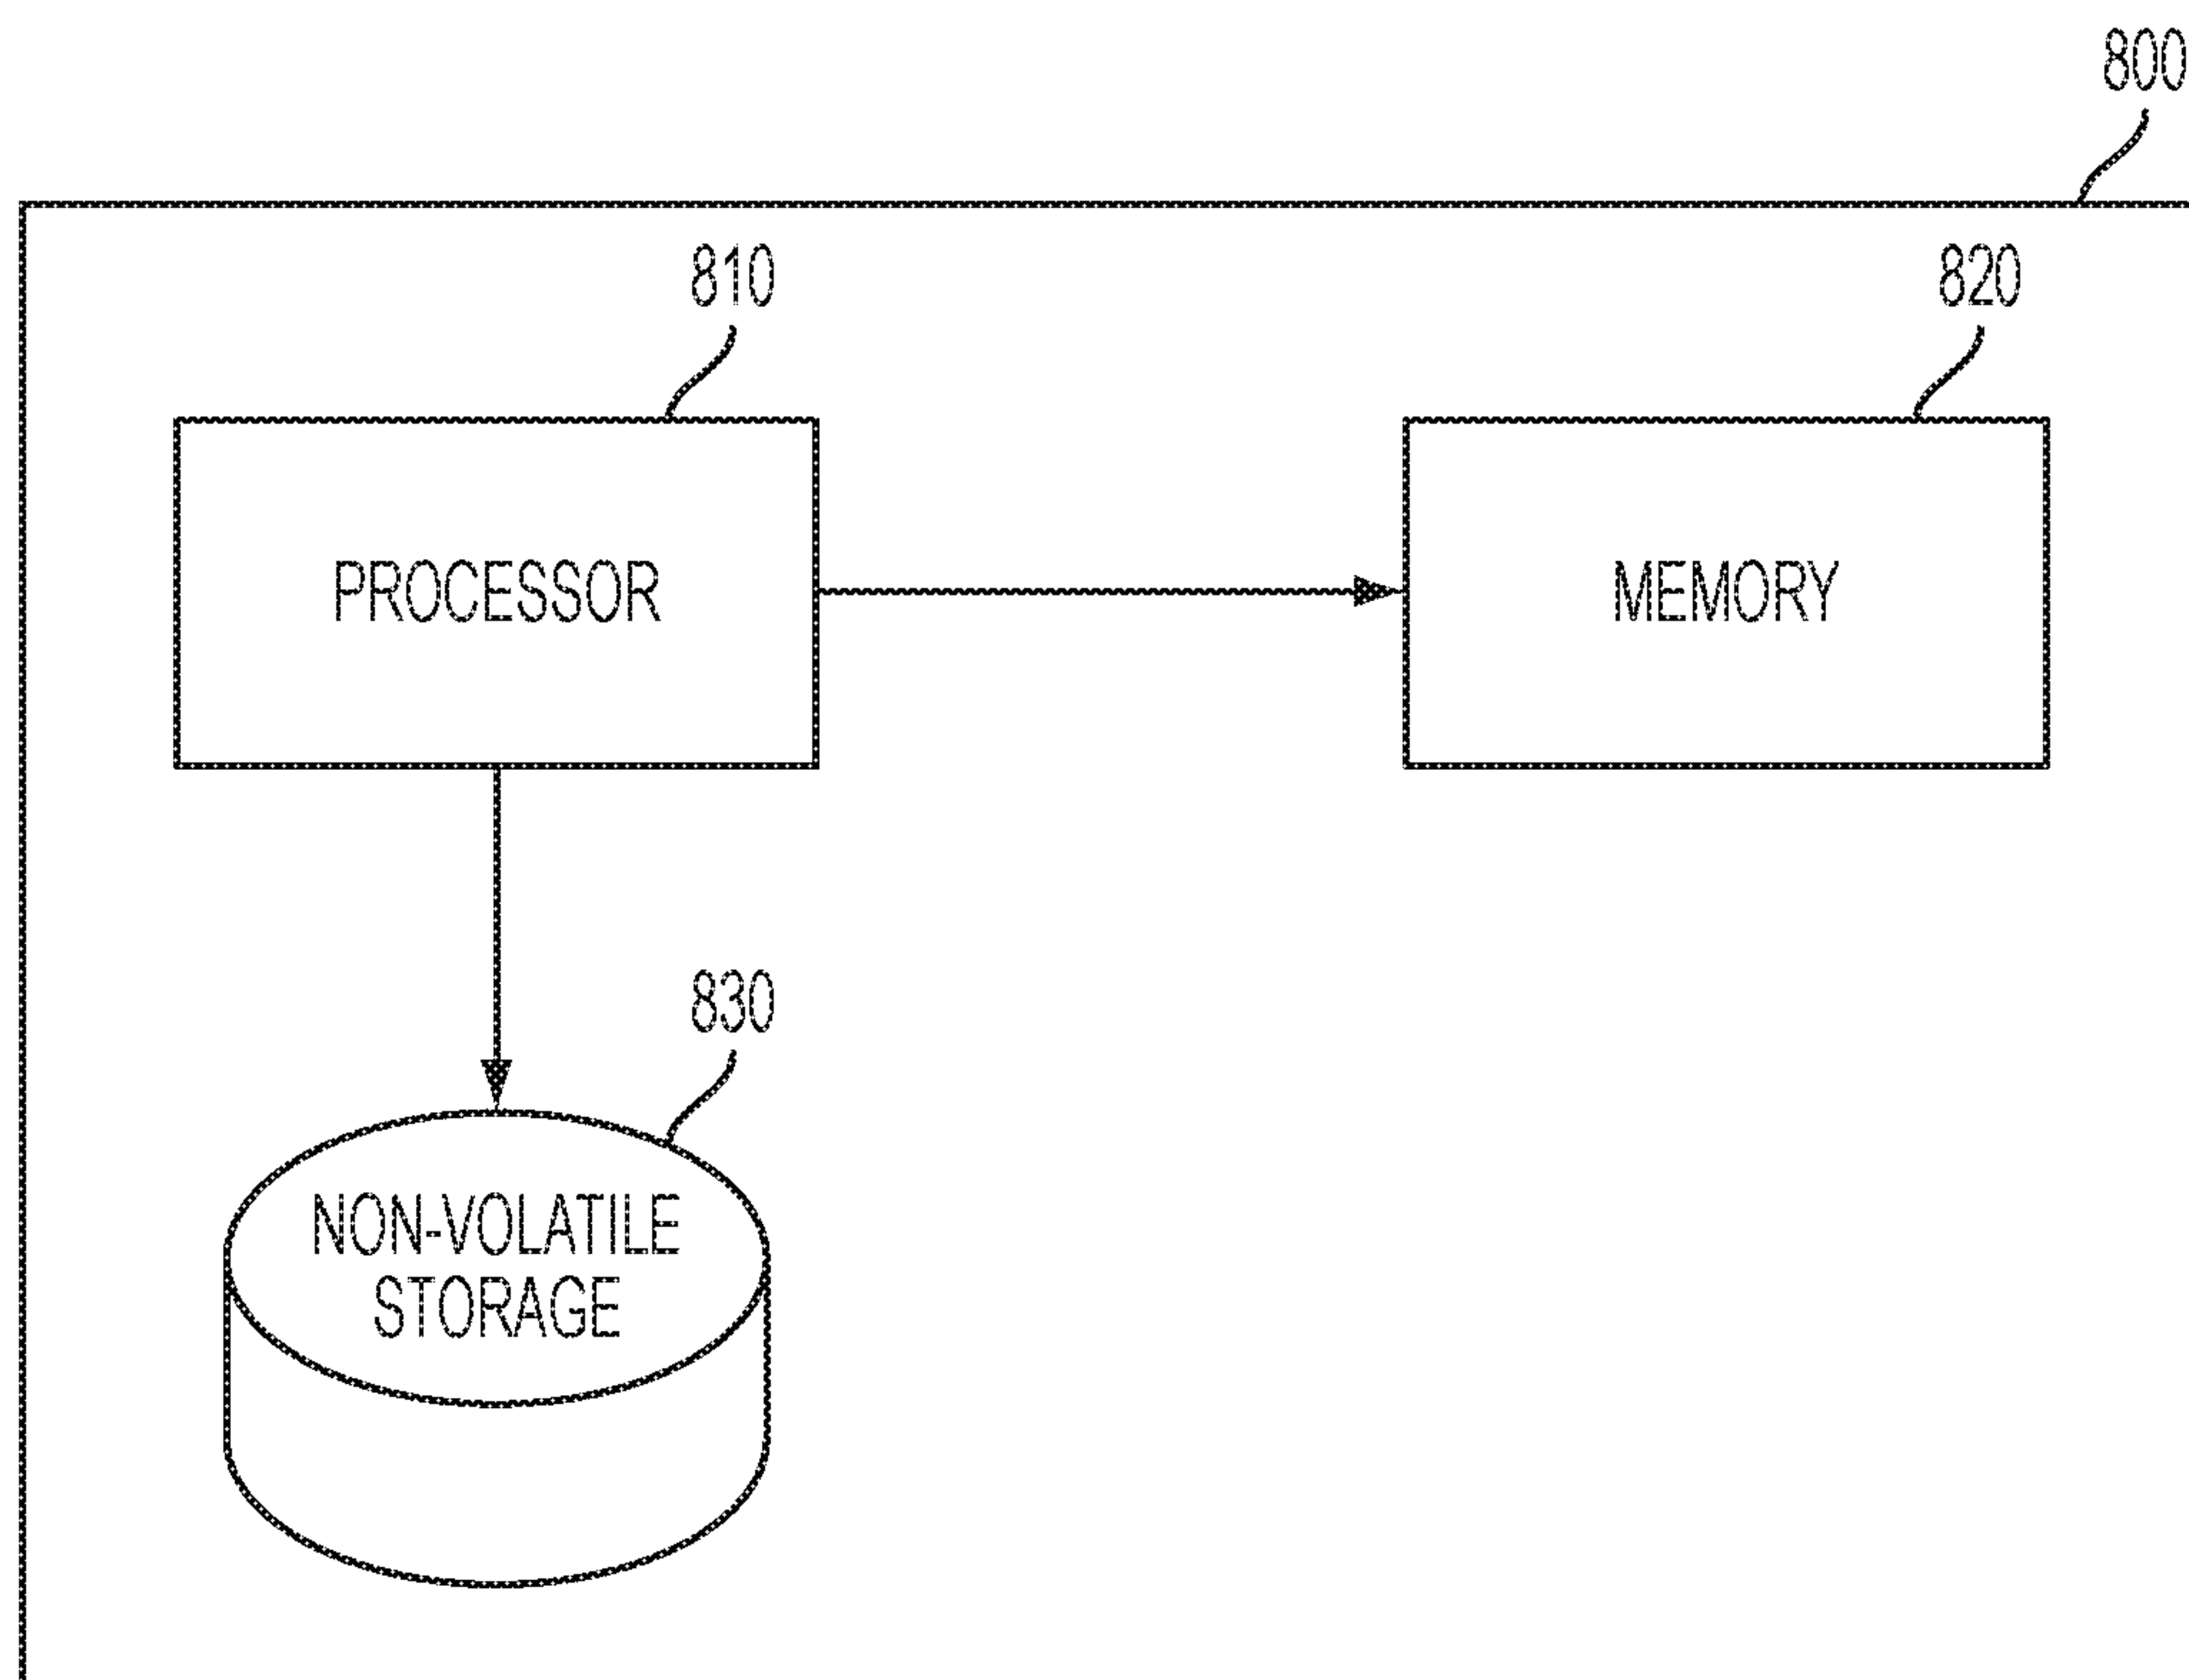 800
810
820
PROCESSOR
MEMORY
830
NON-VOLATILE
STORAGE